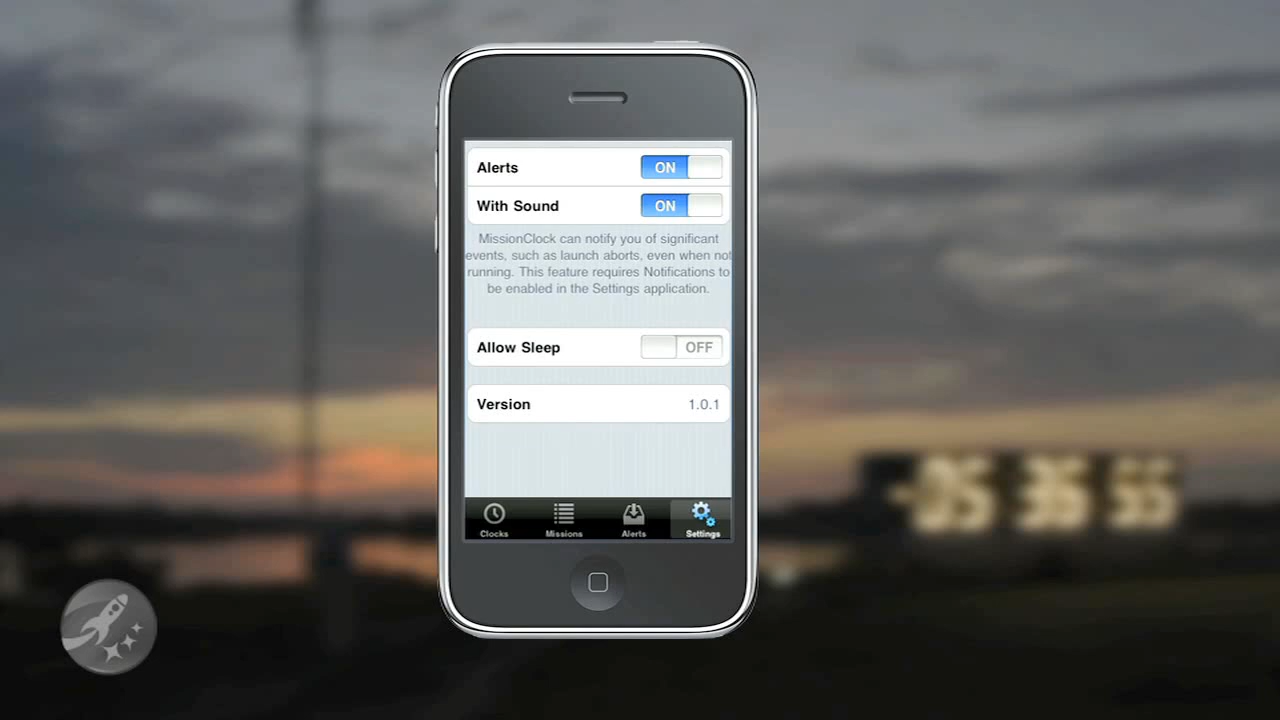 Alerts ON
With Sound ON
MissionClock can notify you of significant
events, such as launch aborts, even when not
running. This feature requires Notifications to
be enabled in the Settings application.
Allow Sleep OFF
Version 1.0.1
Clocks Missions Alerts Settings